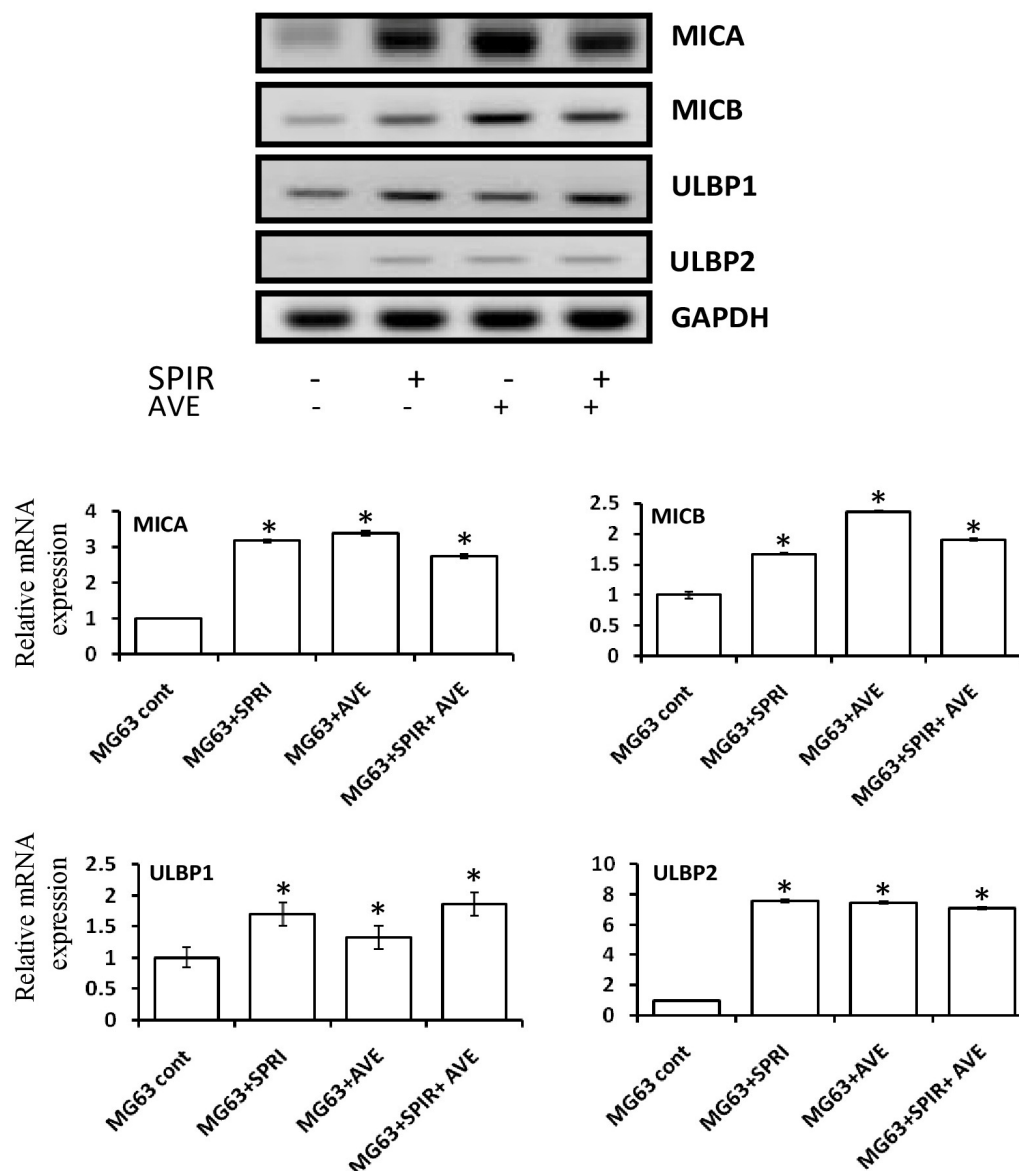 MICA
MICB
ULBP1
ULBP2
GAPDH
SPIR - + - +
AVE - - + +
Relative mRNA
expression
MICA
4
3
2
1
0
* * *
MG63 cont
MG63+SPRI
MG63+AVE
MG63+SPIR+ AVE
MICB
2.5
2
1.5
1
0.5
0
* * *
MG63 cont
MG63+SPRI
MG63+AVE
MG63+SPIR+ AVE
Relative mRNA
expression
ULBP1
2.5
2
1.5
1
0.5
0
* * *
MG63 cont
MG63+SPRI
MG63+AVE
MG63+SPIR+ AVE
ULBP2
10
8
6
4
2
0
* * *
MG63 cont
MG63+SPRI
MG63+AVE
MG63+SPIR+ AVE